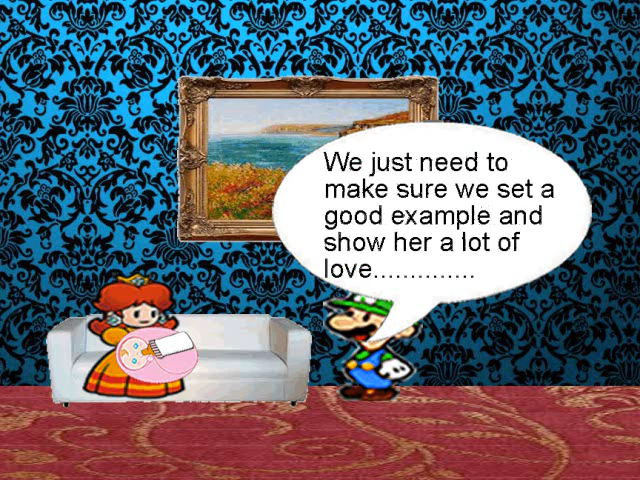 We just need to
make sure we set a
good example and
show her a lot of
love..............